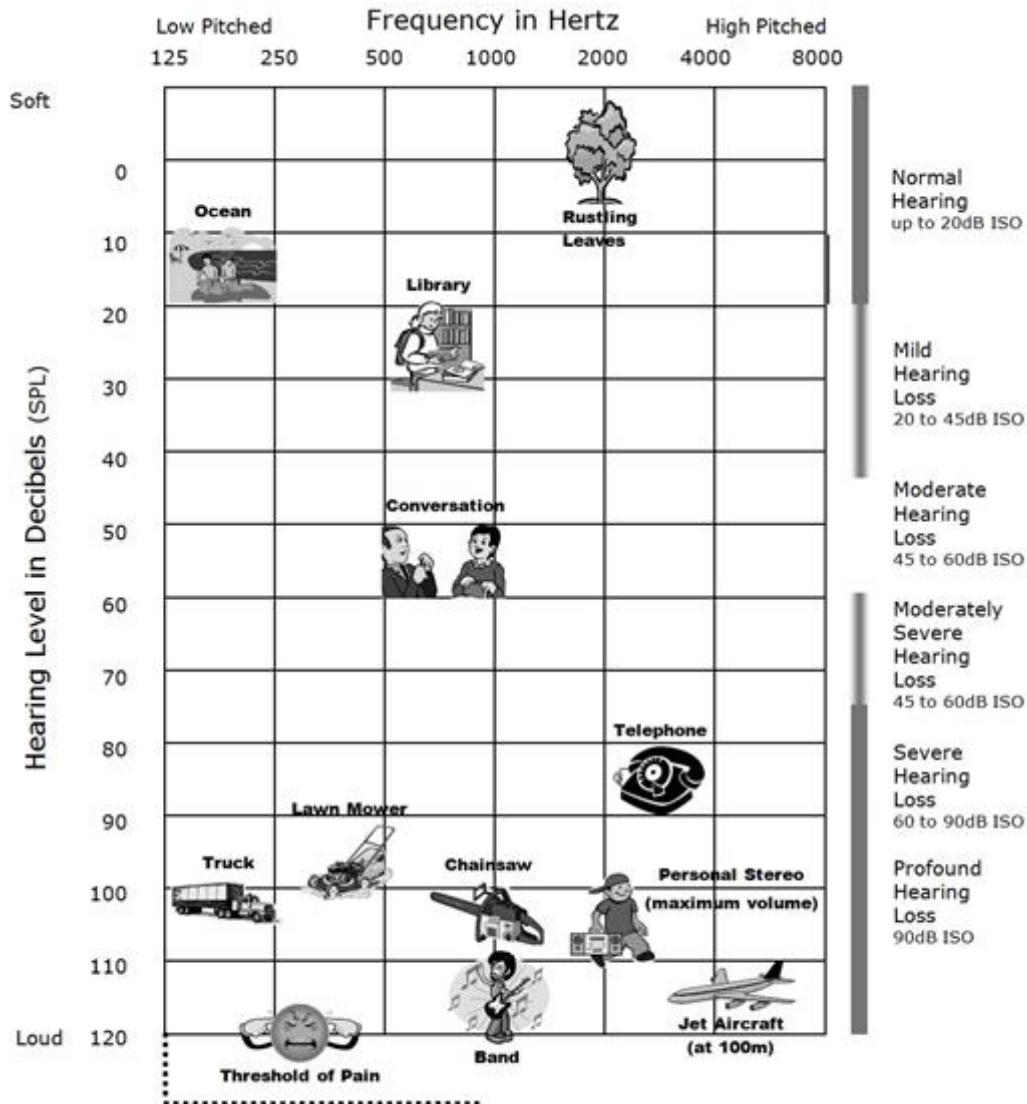 Frequency in Hertz
Low Pitched
High Pitched
125 250 500 1000 2000 4000 8000
Soft
0
10
20
30
40
50
60
70
80
90
100
110
Loud 120
Hearing Level in Decibels (SPL)
Rustling
Leaves
Ocean
Library
Conversation
Telephone
Lawn Mower
Truck
Chainsaw
Personal Stereo
(maximum volume)
Jet Aircraft
(at 100m)
Band
Threshold of Pain
Normal
Hearing
up to 20dB ISO
Mild
Hearing
Loss
20 to 45dB ISO
Moderate
Hearing
Loss
45 to 60dB ISO
Moderately
Severe
Hearing
Loss
45 to 60dB ISO
Severe
Hearing
Loss
60 to 90dB ISO
Profound
Hearing
Loss
90dB ISO